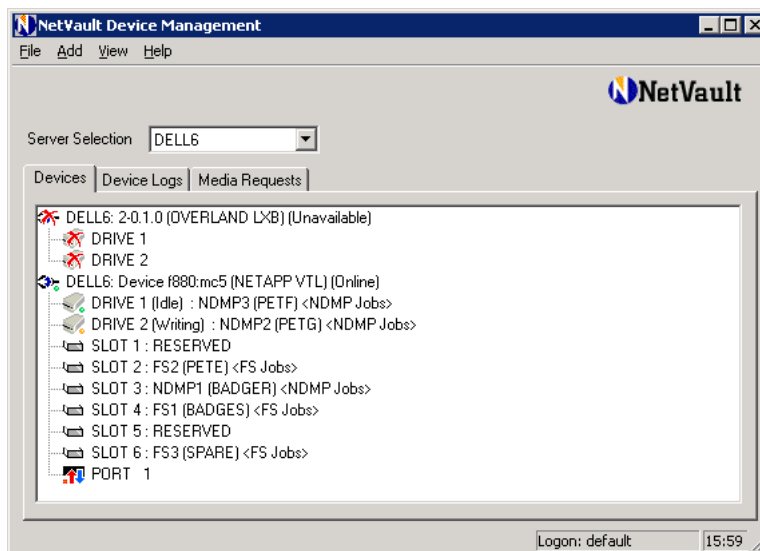 NetVault Device Management
File Add View Help
NetVault
Server Selection DELL6
Devices Device Logs Media Requests
DELL6: 2-0.1.0 (OVERLAND LXB) (Unavailable)
DRIVE 1
DRIVE 2
DELL6: Device f880:mc5 (NETAPP VTL) (Online)
DRIVE 1 (Idle) : NDMP3 (PETF) <NDMP Jobs>
DRIVE 2 (Writing) : NDMP2 (PETG) <NDMP Jobs>
SLOT 1 : RESERVED
SLOT 2 : FS2 (PETE) <FS Jobs>
SLOT 3 : NDMP1 (BADGER) <NDMP Jobs>
SLOT 4 : FS1 (BADGES) <FS Jobs>
SLOT 5 : RESERVED
SLOT 6 : FS3 (SPARE) <FS Jobs>
PORT 1
Logon: default 15:59